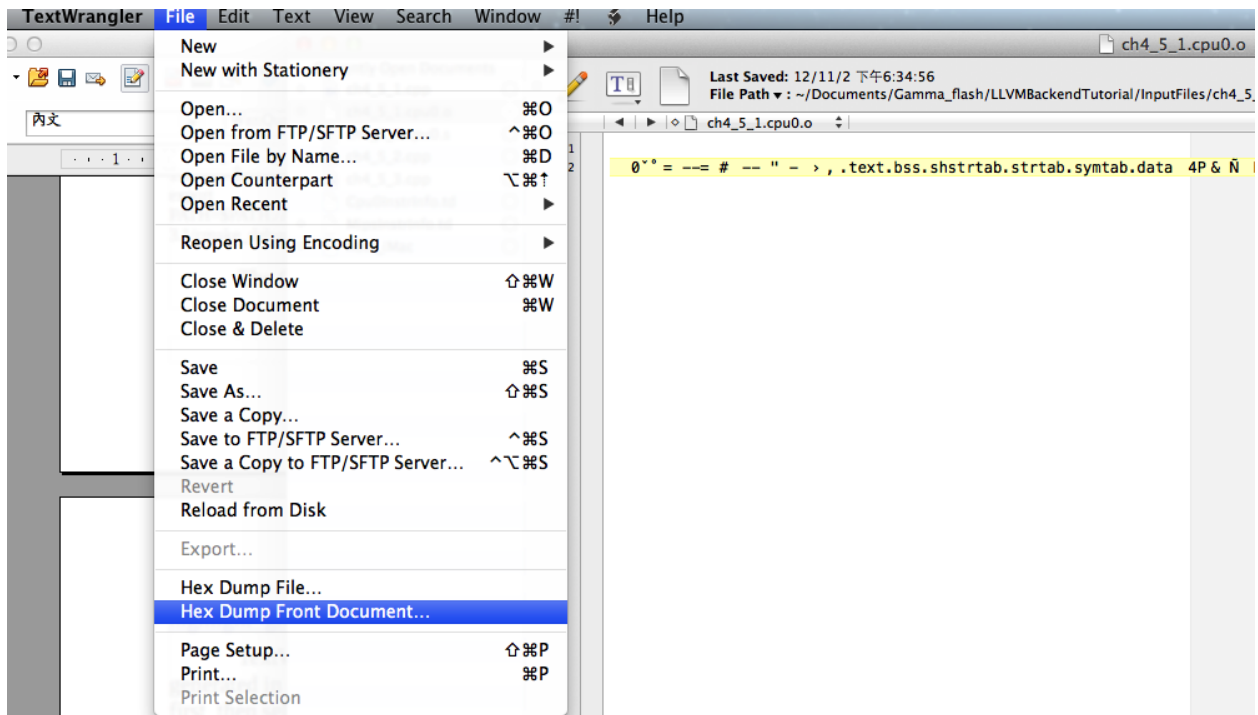 TextWrangler File Edit Text View Search Window #! Help
ch4_5_1.cpu0.o
New ▶
New with Stationery ▶
Open... ⌘O
Open from FTP/SFTP Server... ^⌘O
Open File by Name... ⌘D
Open Counterpart ⌥⌘↑
Open Recent ▶
Reopen Using Encoding ▶
Close Window ⇧⌘W
Close Document ⌘W
Close & Delete
Save ⌘S
Save As... ⇧⌘S
Save a Copy...
Save to FTP/SFTP Server... ^⌘S
Save a Copy to FTP/SFTP Server... ^⌥⌘S
Revert
Reload from Disk
Export...
Hex Dump File...
Hex Dump Front Document...
Page Setup... ⇧⌘P
Print... ⌘P
Print Selection
內文
1
Last Saved: 12/11/2 下午6:34:56
File Path ▾ : ~/Documents/Gamma_flash/LLVMBackendTutorial/InputFiles/ch4_5_
ch4_5_1.cpu0.o
1
2
0ˇ°= --= # -- " - › , .text.bss.shstrtab.strtab.symtab.data 4P & Ñ